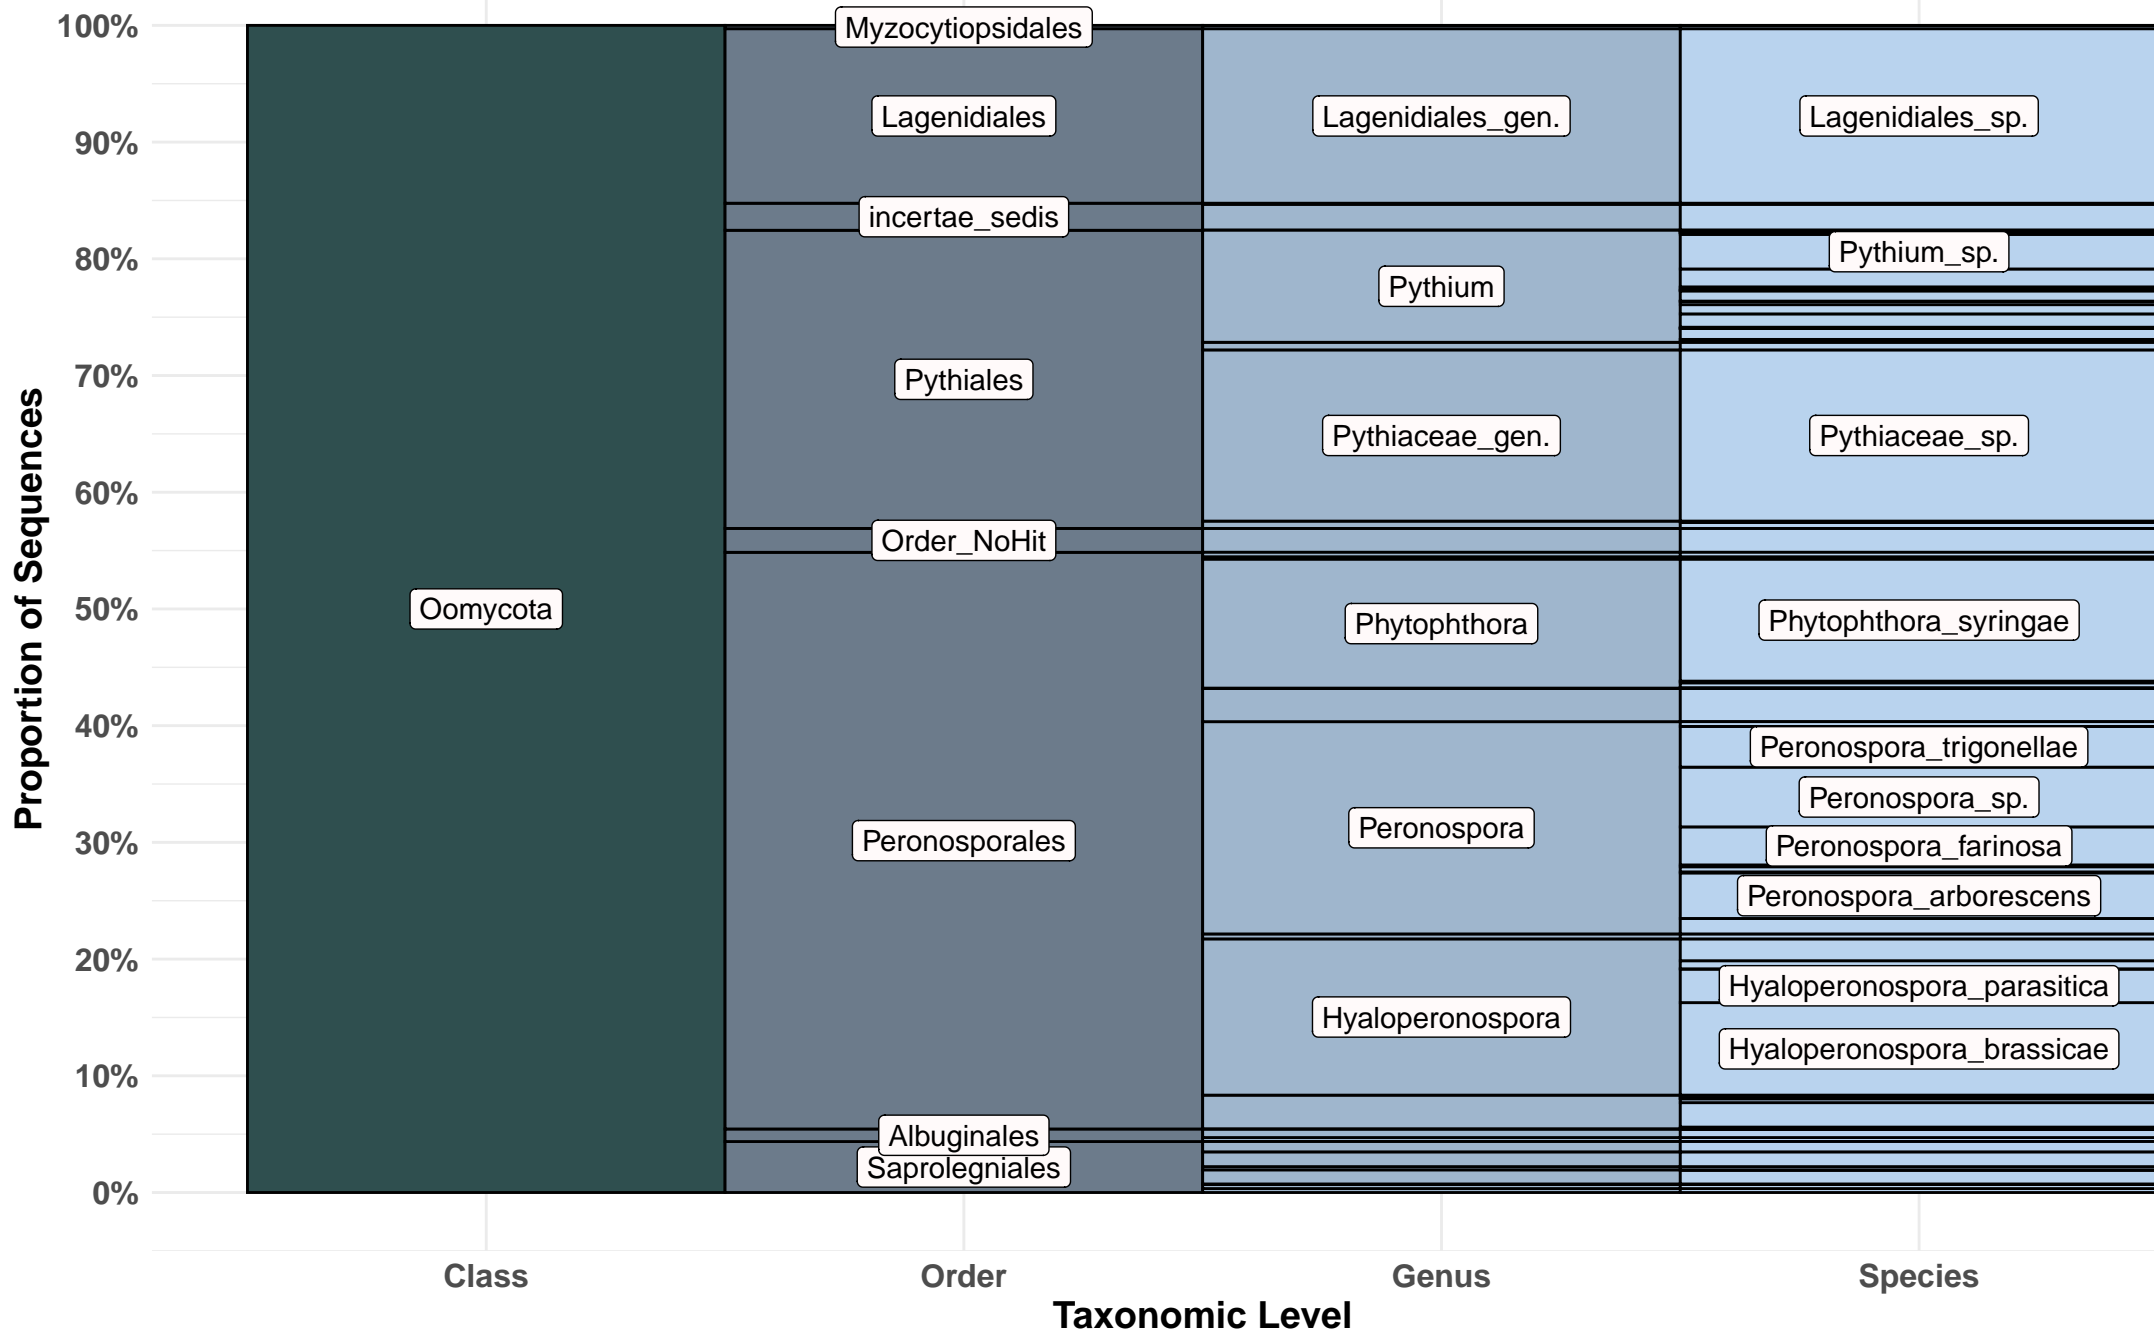 100%
90%
80%
70%
60%
50%
40%
30%
20%
10%
0%
Proportion of Sequences
Oomycota
Myzocytiopsidales
Lagenidiales
incertae_sedis
Pythiales
Order_NoHit
Peronosporales
Albuginales
Saprolegniales
Lagenidiales_gen.
Pythium
Pythiaceae_gen.
Phytophthora
Peronospora
Hyaloperonospora
Lagenidiales_sp.
Pythium_sp.
Pythiaceae_sp.
Phytophthora_syringae
Peronospora_trigonellae
Peronospora_sp.
Peronospora_farinosa
Peronospora_arborescens
Hyaloperonospora_parasitica
Hyaloperonospora_brassicae
Class
Order
Genus
Species
Taxonomic Level